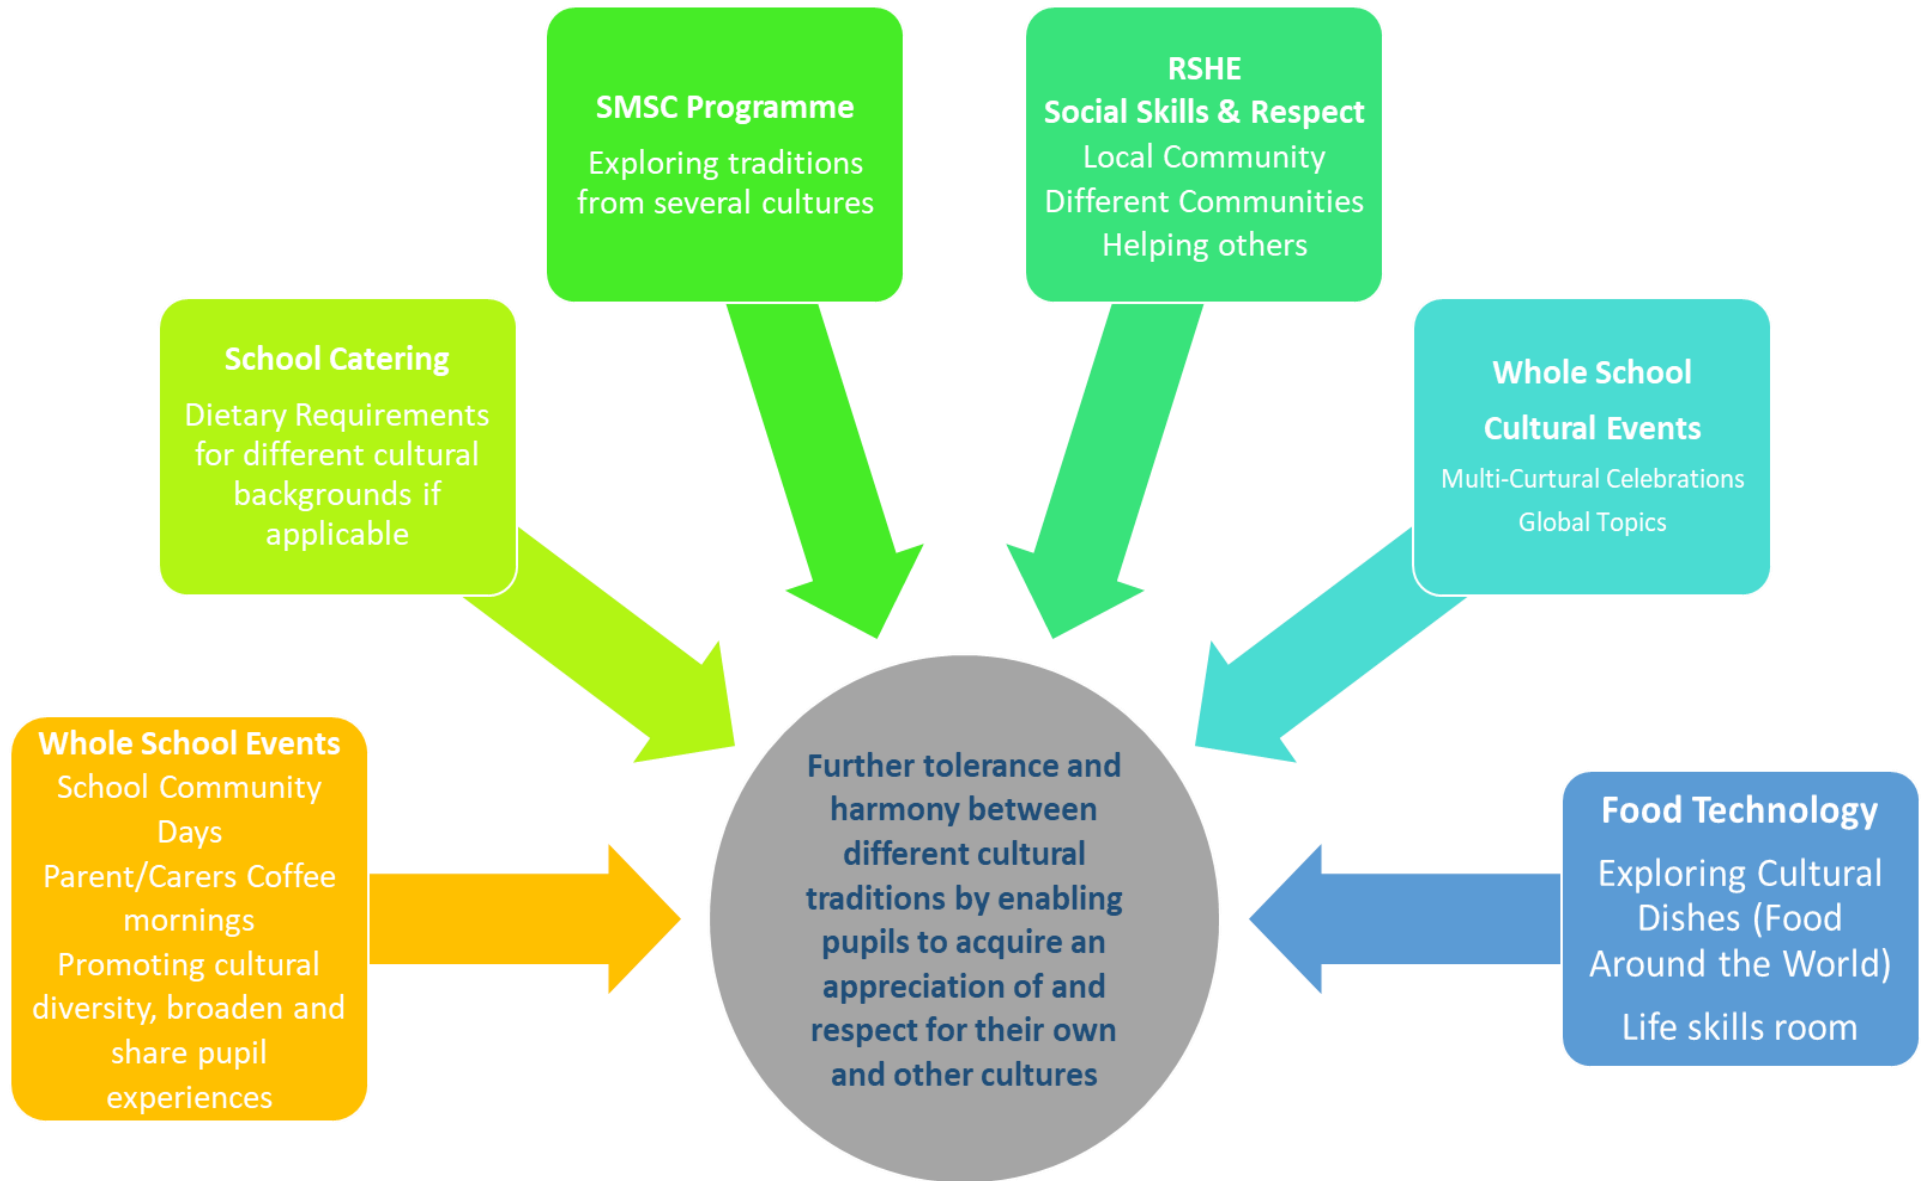 SMSC Programme
Exploring traditions
from several cultures
RSHE
Social Skills & Respect
Local Community
Different Communities
Helping others
School Catering
Dietary Requirements
for different cultural
backgrounds if
applicable
Whole School
Cultural Events
Multi-Curtural Celebrations
Global Topics
Whole School Events
School Community
Days
Parent/Carers Coffee
mornings
Promoting cultural
diversity, broaden and
share pupil
experiences
Further tolerance and
harmony between
different cultural
traditions by enabling
pupils to acquire an
appreciation of and
respect for their own
and other cultures
Food Technology
Exploring Cultural
Dishes (Food
Around the World)
Life skills room